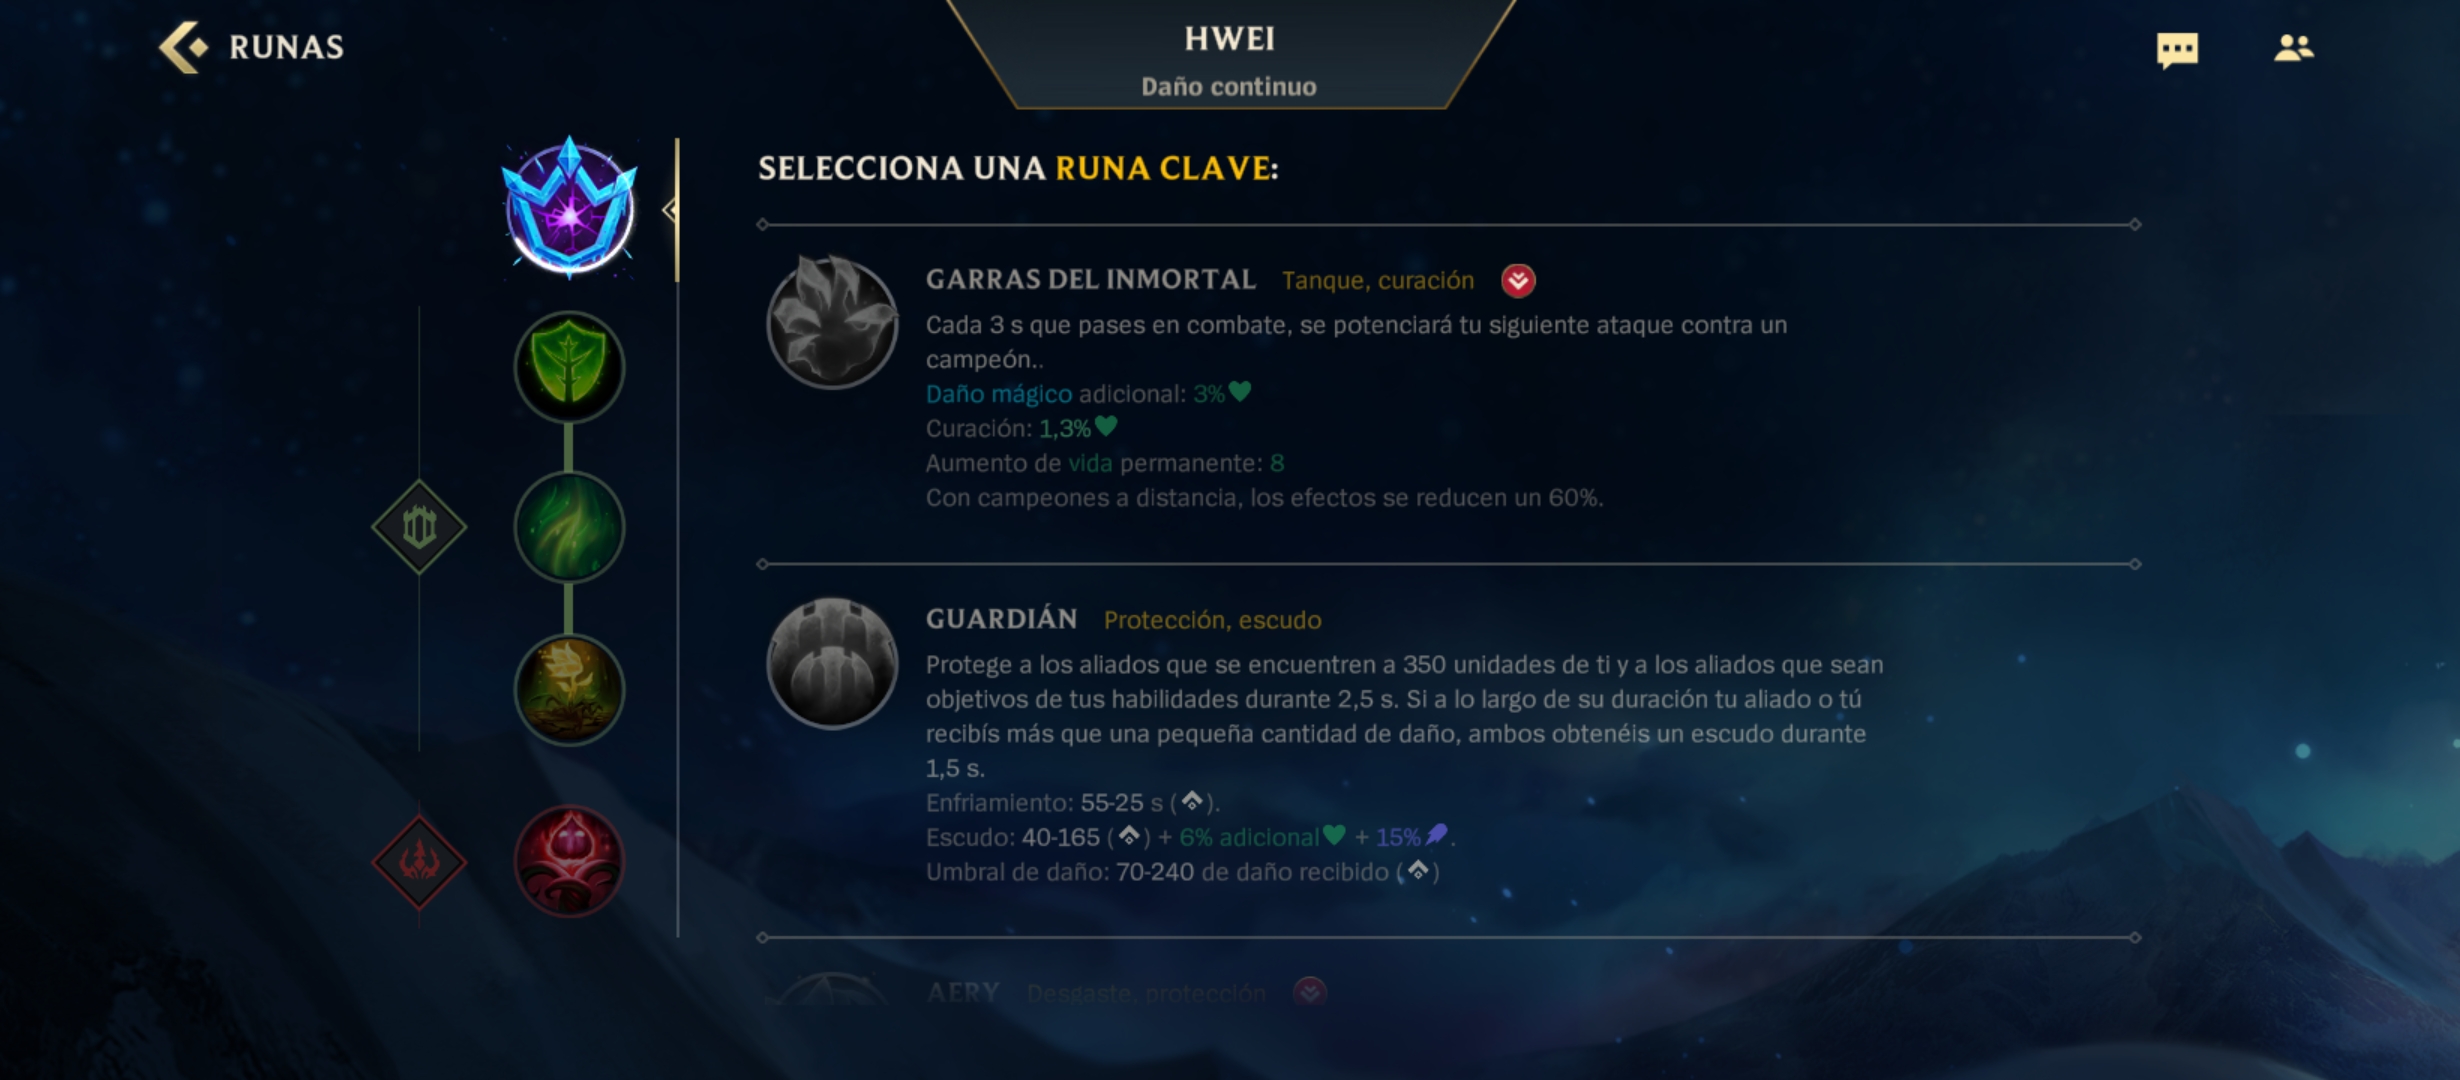 RUNAS
HWEI
Daño continuo
SELECCIONA UNA RUNA CLAVE:
GARRAS DEL INMORTAL Tanque, curación
Cada 3 s que pases en combate, se potenciará tu siguiente ataque contra un
campeón..
Daño mágico adicional: 3%
Curación: 1,3%
Aumento de vida permanente: 8
Con campeones a distancia, los efectos se reducen un 60%.
GUARDIÁN Protección, escudo
Protege a los aliados que se encuentren a 350 unidades de ti y a los aliados que sean
objetivos de tus habilidades durante 2,5 s. Si a lo largo de su duración tu aliado o tú
recibís más que una pequeña cantidad de daño, ambos obtenéis un escudo durante
1,5 s.
Enfriamiento: 55-25 s ( ).
Escudo: 40-165 ( ) + 6% adicional + 15% .
Umbral de daño: 70-240 de daño recibido ( )
AERY Desgaste, protección